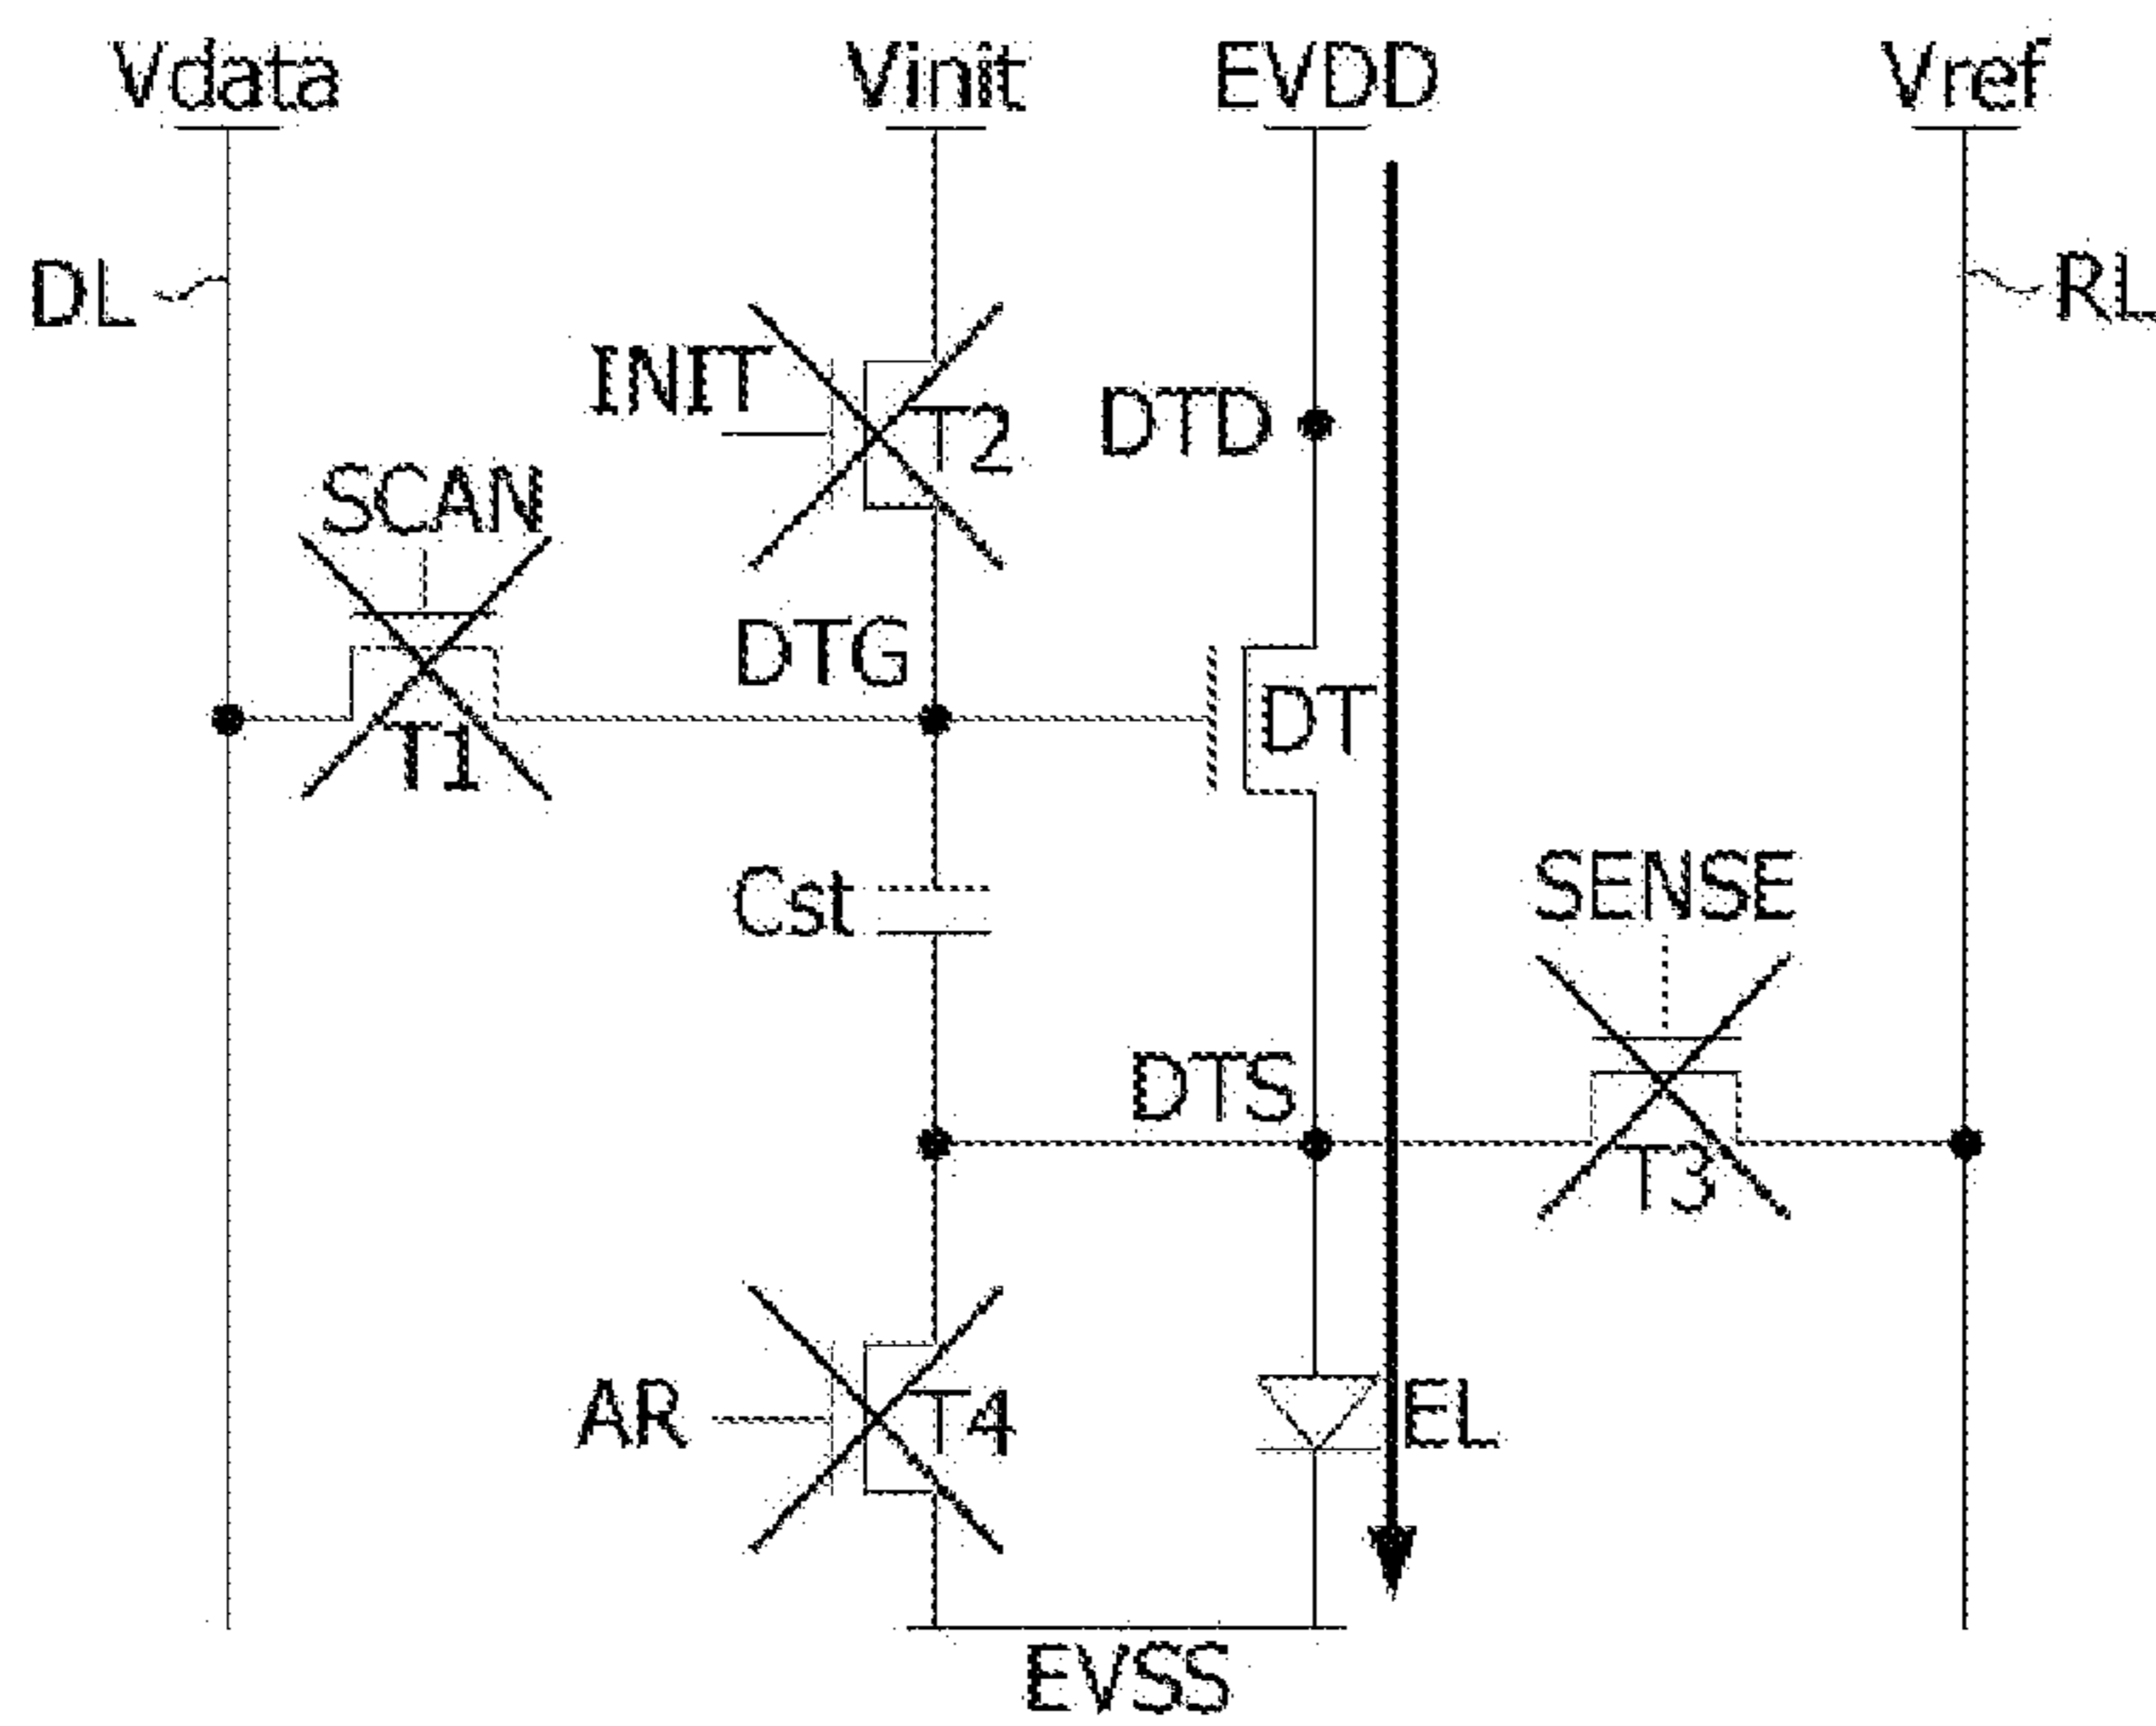 Vdata Vinit EVDD Vref
DL
RL
INIT
T2
DTD
SCAN
DTG
T1
DT
Cst
SENSE
DTS
T3
AR
T4
EL
EVSS